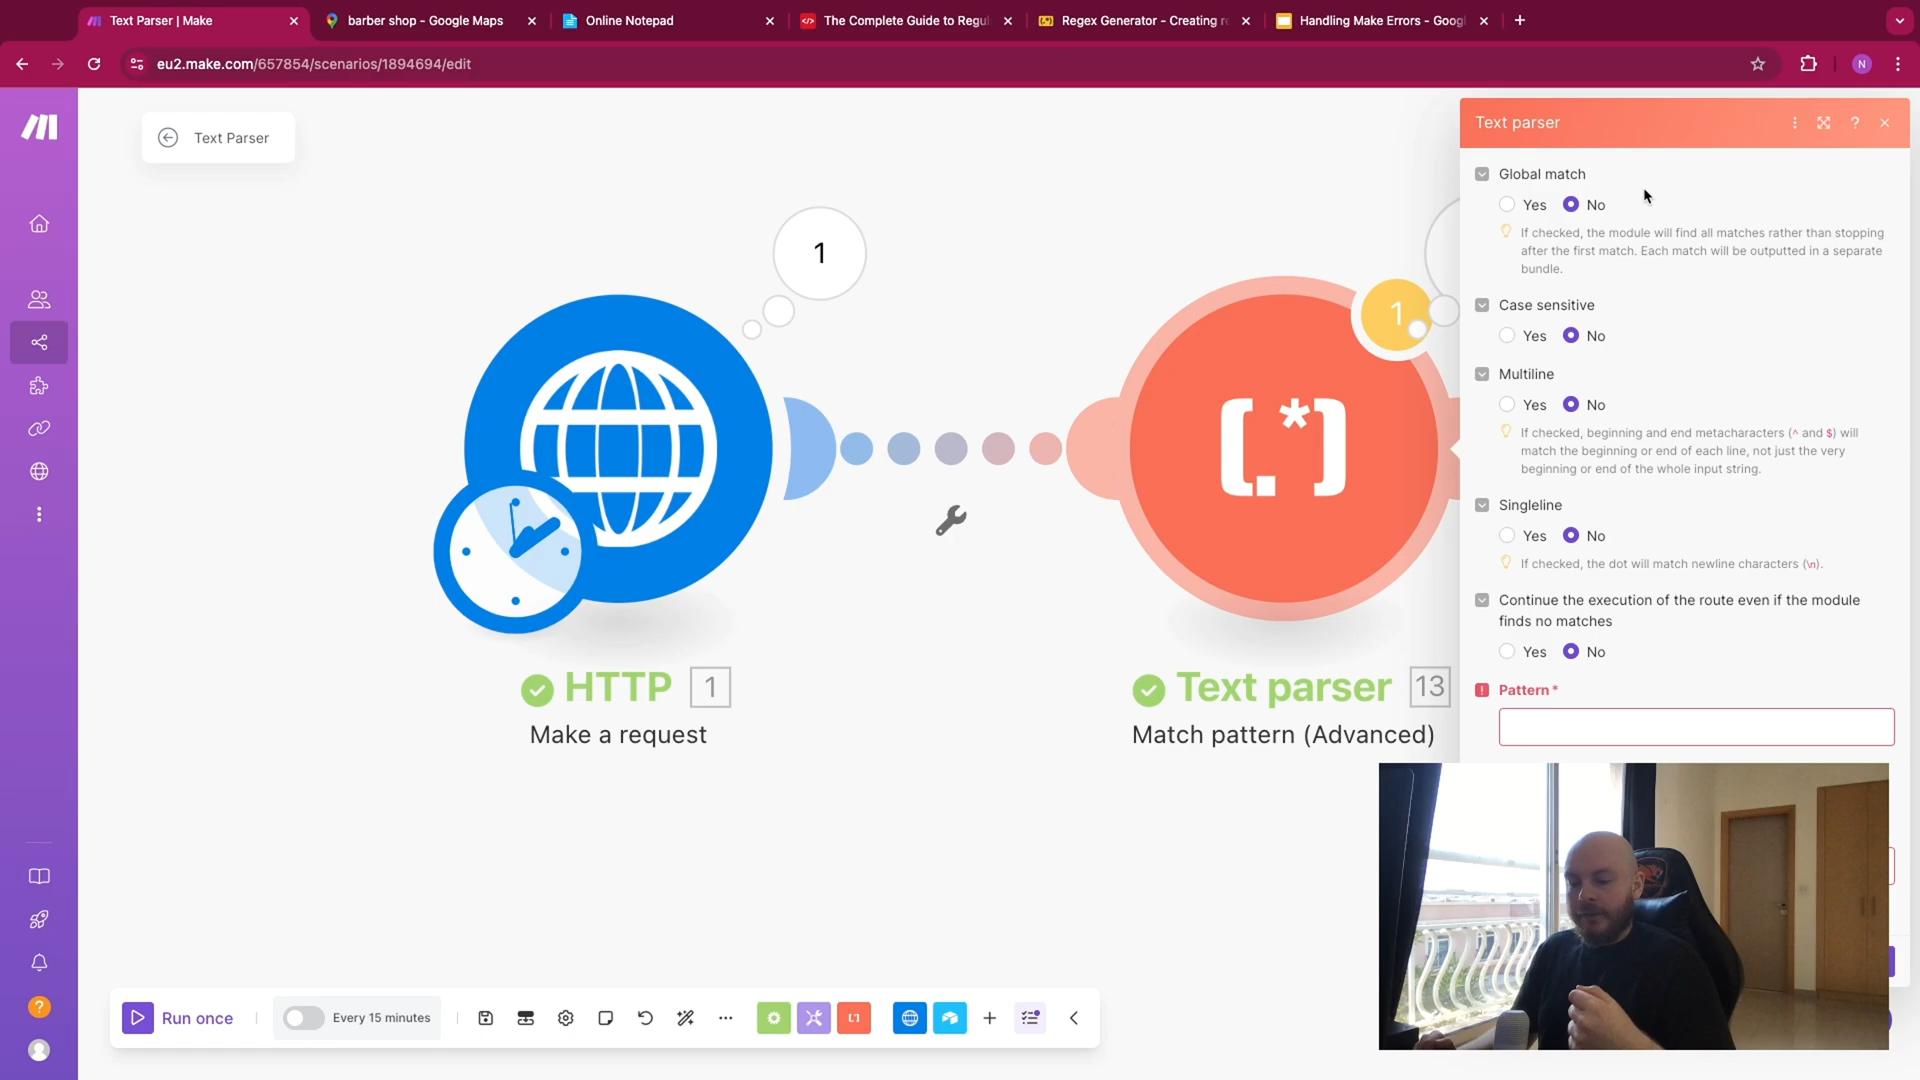 Text Parser | Make
barber shop - Google Maps
Online Notepad
The Complete Guide to Regul
Regex Generator - Creating r
Handling Make Errors - Googl
eu2.make.com/657854/scenarios/1894694/edit
N
Text Parser
1
1
HTTP 1
Make a request
Text parser 13
Match pattern (Advanced)
Text parser
?
Global match
Yes No
If checked, the module will find all matches rather than stopping
after the first match. Each match will be outputted in a separate
bundle.
Case sensitive
Yes No
Multiline
Yes No
If checked, beginning and end metacharacters (^ and $) will
match the beginning or end of each line, not just the very
beginning or end of the whole input string.
Singleline
Yes No
If checked, the dot will match newline characters (\n).
Continue the execution of the route even if the module
finds no matches
Yes No
! Pattern *
Run once
Every 15 minutes
?